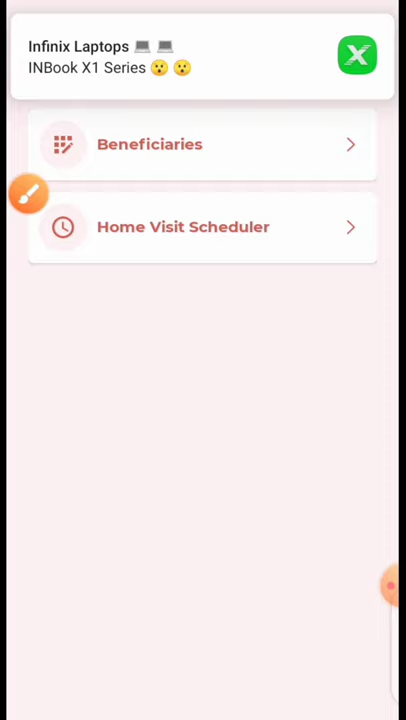 Infinix Laptops 💻 💻
INBook X1 Series 😯 😯
Beneficiaries
Home Visit Scheduler